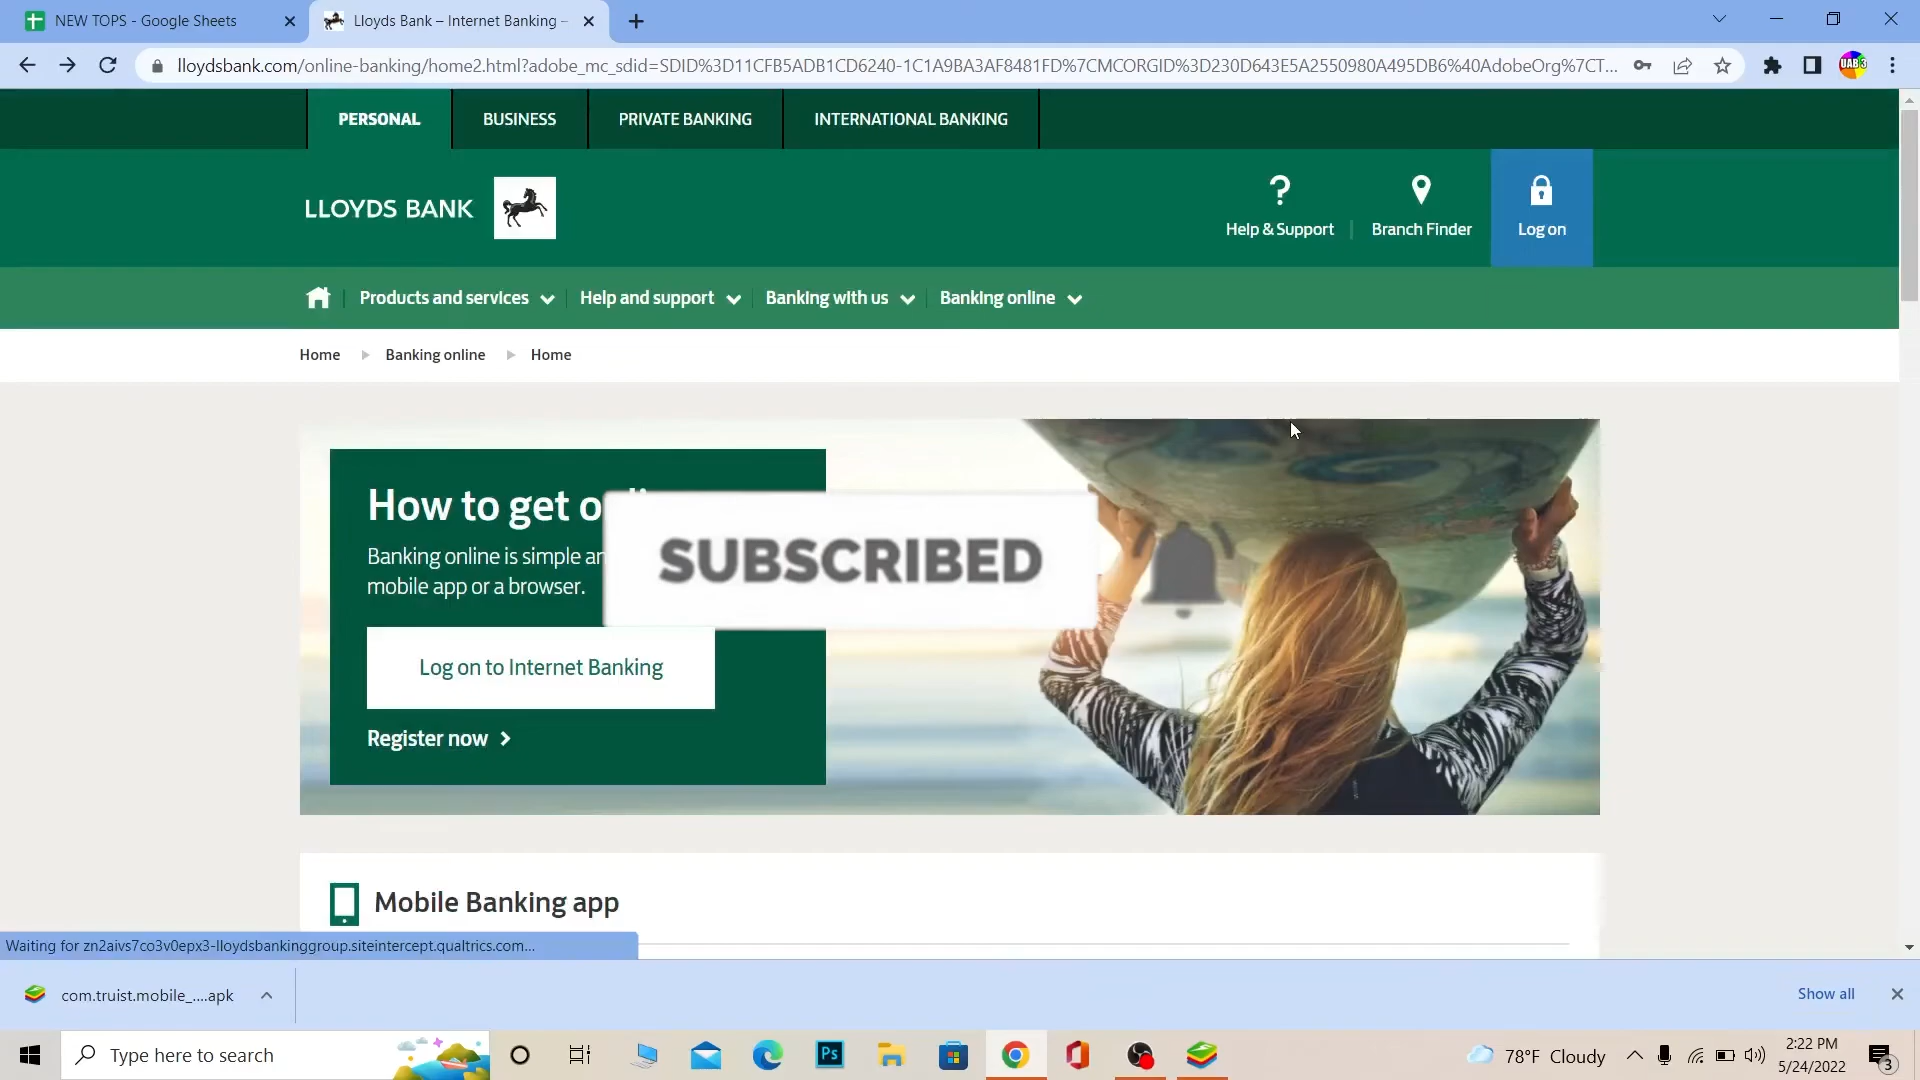 NEW TOPS - Google Sheets
Lloyds Bank – Internet Banking –
lloydsbank.com/online-banking/home2.html?adobe_mc_sdid=SDID%3D11CFB5ADB1CD6240-1C1A9BA3AF8481FD%7CMCORGID%3D230D643E5A2550980A495DB6%40AdobeOrg%7CT...
UAB 3
PERSONAL
BUSINESS
PRIVATE BANKING
INTERNATIONAL BANKING
LLOYDS BANK
?
Help & Support
Branch Finder
Log on
Products and services
Help and support
Banking with us
Banking online
Home
Banking online
Home
How to get
Banking online is simple
mobile app or a browser.
SUBSCRIBED
Log on to Internet Banking
Register now
Mobile Banking app
Waiting for zn2aivs7co3v0epx3-lloydsbankinggroup.siteintercept.qualtrics.com...
com.truist.mobile_....apk
Show all
Type here to search
Ps
78°F Cloudy
2:22 PM
5/24/2022
3